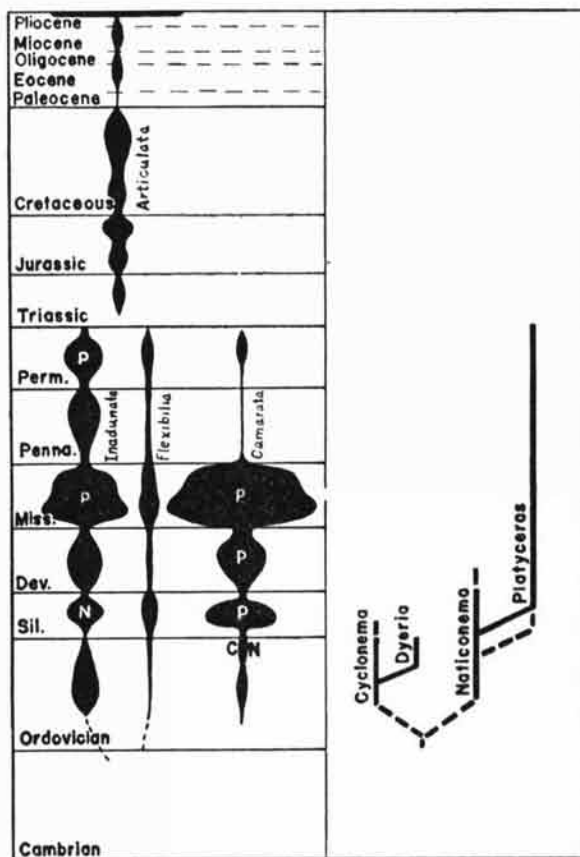 Pliocene
Miocene
Oligocene
Eocene
Paleocene
Articulata
Cretaceous
Jurassic
Triassic
P
Perm.
Inadunata
Flexibilia
Camarata
Penna.
P
P
Miss.
P
Dev.
N
P
Sil.
Cyclonema
Dyeria
Naticonema
Platyceras
Ordovician
Cambrian